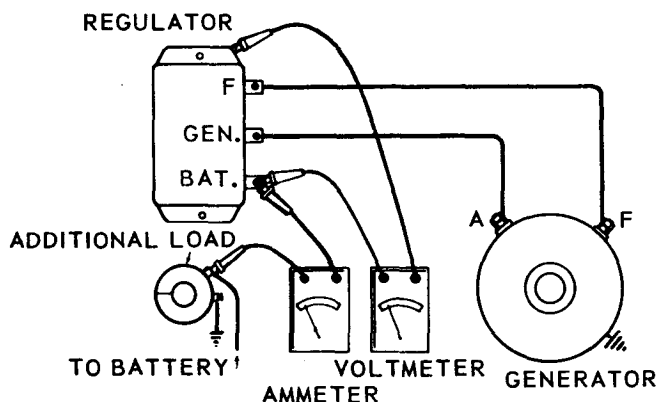 REGULATOR
F
GEN.
BAT.
A
F
ADDITIONAL LOAD
TO BATTERY
VOLTMETER
GENERATOR
AMMETER